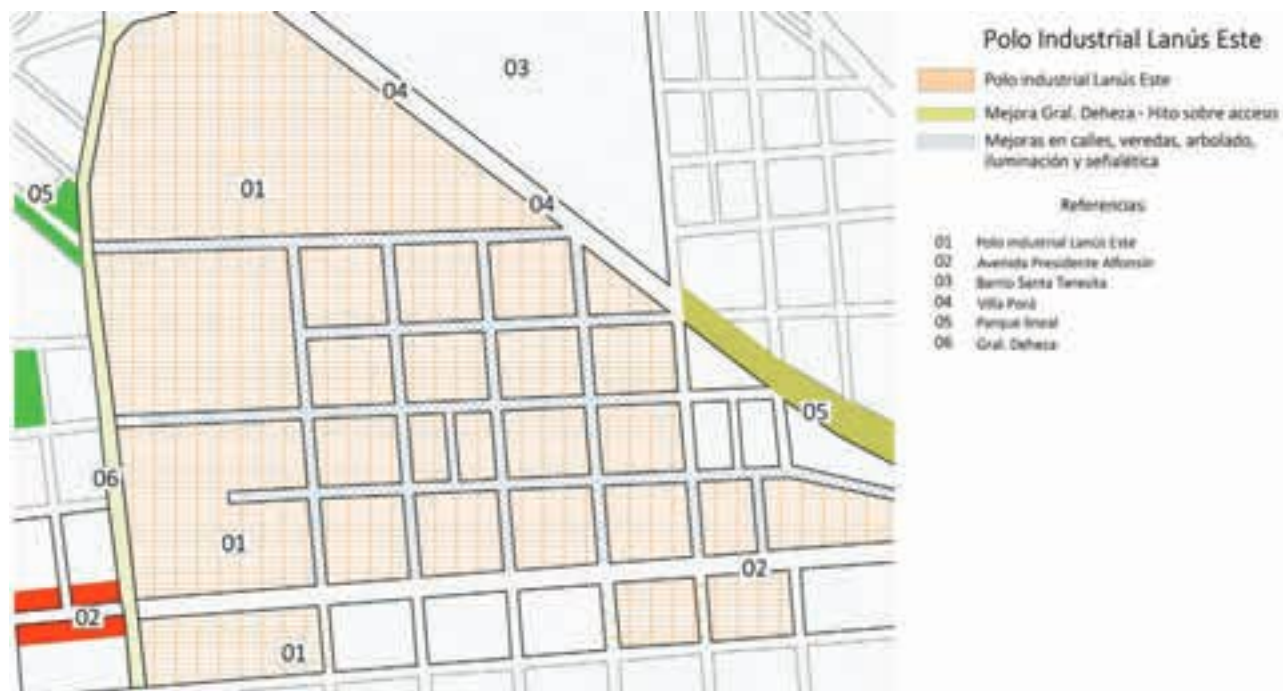 03
04
01
05
04
05
06
01
02
02
01
Polo Industrial Lanús Este
Polo industrial Lanús Este
Mejora Gral. Deheza - Hito sobre acceso
Mejoras en calles, veredas, arbolado,
iluminación y señalética
Referencias
01 Polo industrial Lanús Este
02 Avenida Presidente Alfonsín
03 Barrio Santa Teresita
04 Villa Porá
05 Parque lineal
06 Gral. Deheza